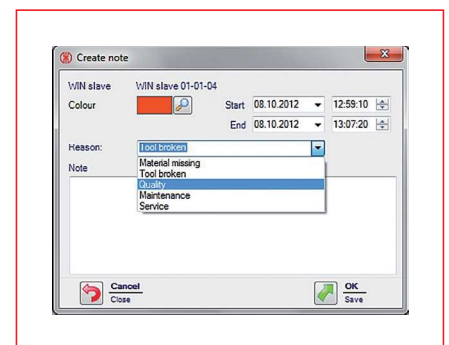 Create note
WIN slave WIN slave 01-01-04
Colour Start 08.10.2012 12:59:10
End 08.10.2012 13:07:20
Reason: Tool broken
Material missing
Note Tool broken
Quality
Maintenance
Service
Cancel OK
Close Save